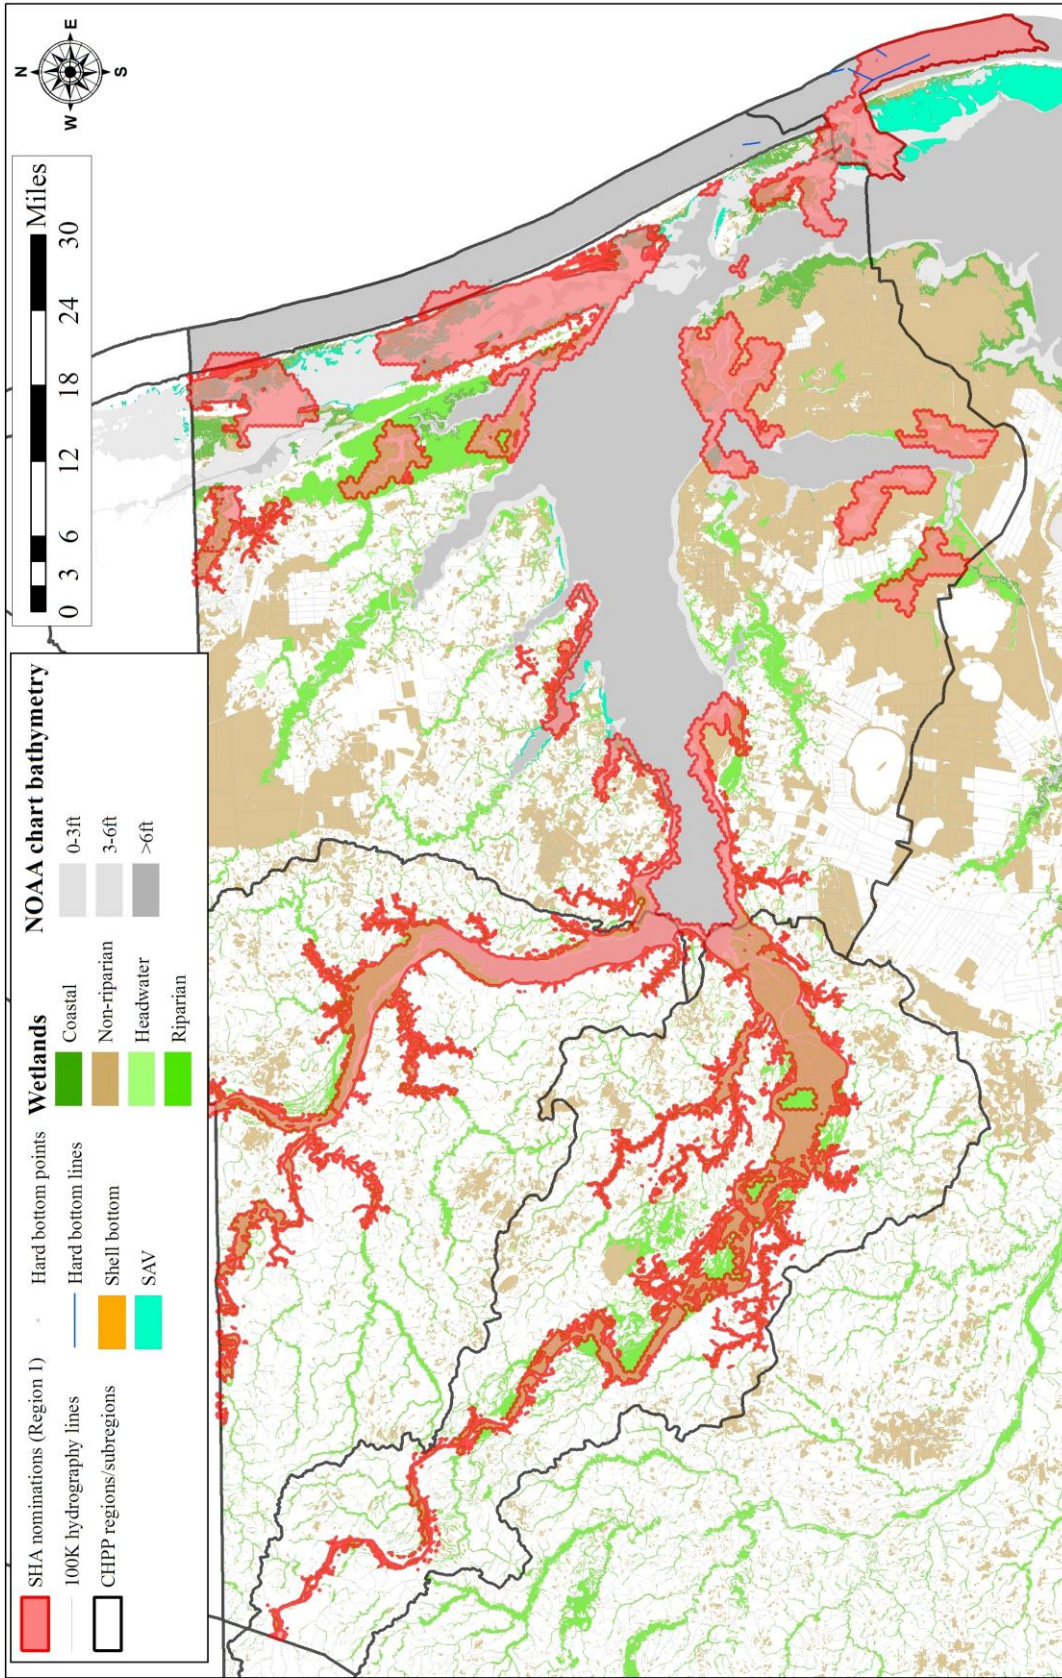 SHA nominations (Region 1)
100K hydrography lines
CHPP regions/subregions
Hard bottom points
Hard bottom lines
Shell bottom
SAV
Wetlands
Coastal
Non-riparian
Headwater
Riparian
NOAA chart bathymetry
0-3ft
3-6ft
>6ft
0 3 6 12 18 24 30
Miles
N
W E
S